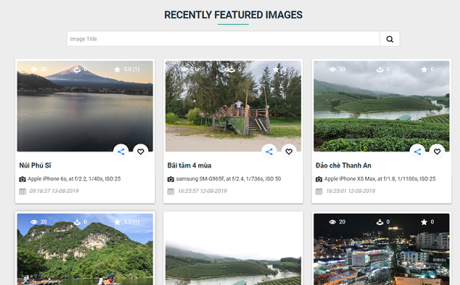 RECENTLY FEATURED IMAGES
Image Title
20 0 5.0 (1)
20 0 0
Núi Phú Sĩ
Bãi tắm 4 mùa
Đảo chè Thanh An
Apple iPhone 6s, at f/2.2, 1/40s, ISO 25
samsung SM-G965F, at f/2.4, 1/736s, ISO 50
Apple iPhone XS Max, at f/1.8, 1/1100s, ISO 25
09:16:27 13-08-2019
16:25:57 12-08-2019
16:25:01 12-08-2019
20 0 5.0 (1)
20 0 0